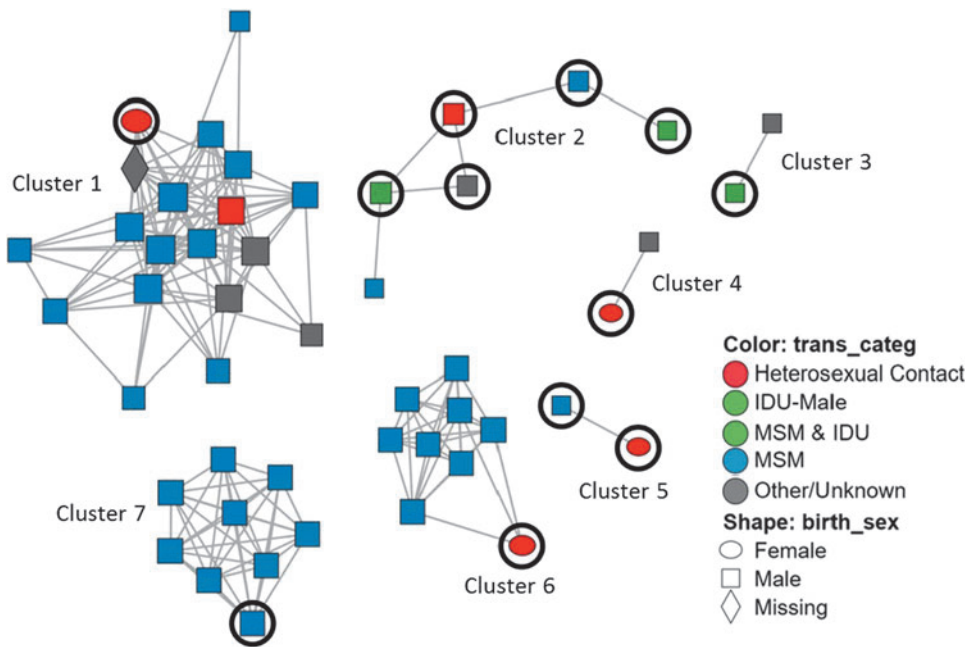 Cluster 1
Cluster 2
Cluster 3
Cluster 4
Cluster 5
Cluster 6
Cluster 7
Color: trans_categ
Heterosexual Contact
IDU-Male
MSM & IDU
MSM
Other/Unknown
Shape: birth_sex
Female
Male
Missing